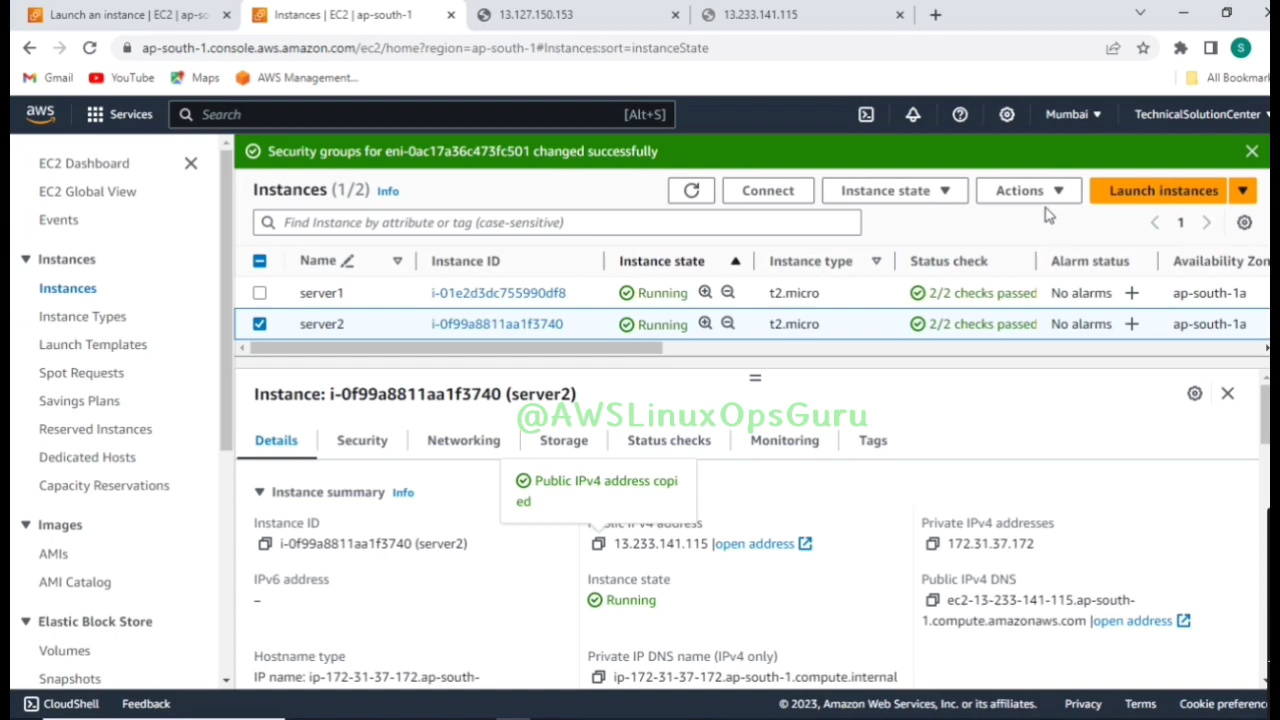 Launch an instance | EC2 | ap-so
Instances | EC2 | ap-south-1
13.127.150.153
13.233.141.115
ap-south-1.console.aws.amazon.com/ec2/home?region=ap-south-1#Instances:sort=instanceState
S
Gmail
YouTube
Maps
AWS Management...
All Bookmark
aws
Services
Search
[Alt+S]
Mumbai
TechnicalSolutionCenter
EC2 Dashboard
EC2 Global View
Events
Instances
Instances
Instance Types
Launch Templates
Spot Requests
Savings Plans
Reserved Instances
Dedicated Hosts
Capacity Reservations
Images
AMIs
AMI Catalog
Elastic Block Store
Volumes
Snapshots
Security groups for eni-0ac17a36c473fc501 changed successfully
Instances (1/2) Info
Connect
Instance state
Actions
Launch instances
Find Instance by attribute or tag (case-sensitive)
1
Name Instance ID Instance state Instance type Status check Alarm status Availability Zon
server1 i-01e2d3dc755990df8 Running t2.micro 2/2 checks passed No alarms + ap-south-1a
server2 i-0f99a8811aa1f3740 Running t2.micro 2/2 checks passed No alarms + ap-south-1a
Instance: i-0f99a8811aa1f3740 (server2)
@AWSLinuxOpsGuru
Details Security Networking Storage Status checks Monitoring Tags
Public IPv4 address copi
ed
Instance summary Info
Instance ID
i-0f99a8811aa1f3740 (server2)
Public IPv4 address
13.233.141.115 |open address
Private IPv4 addresses
172.31.37.172
IPv6 address
–
Instance state
Running
Public IPv4 DNS
ec2-13-233-141-115.ap-south-
1.compute.amazonaws.com |open address
Hostname type
IP name: ip-172-31-37-172.ap-south-
Private IP DNS name (IPv4 only)
ip-172-31-37-172.ap-south-1.compute.internal
CloudShell
Feedback
© 2023, Amazon Web Services, Inc. or its affiliates.
Privacy
Terms
Cookie preferenc